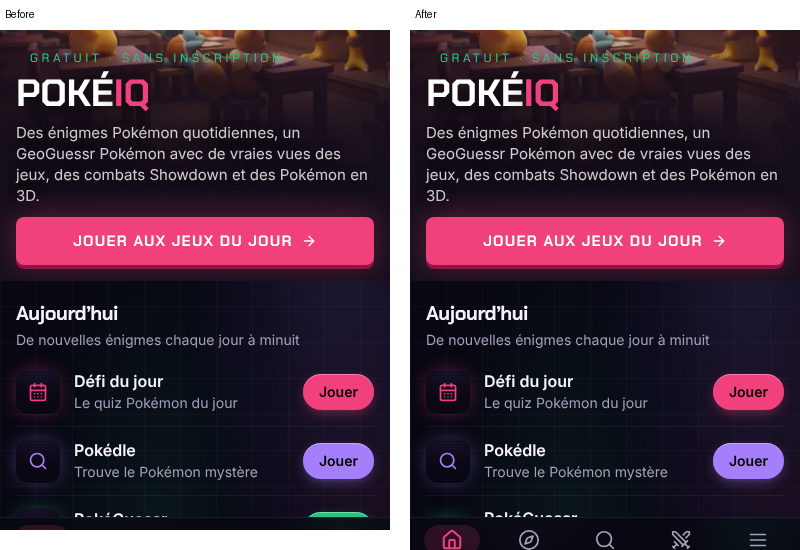 Before
After
GRATUIT · SANS INSCRIPTION
POKÉIQ
Des énigmes Pokémon quotidiennes, un
GeoGuessr Pokémon avec de vraies vues des
jeux, des combats Showdown et des Pokémon en
3D.
JOUER AUX JEUX DU JOUR →
Aujourd’hui
De nouvelles énigmes chaque jour à minuit
Défi du jour
Le quiz Pokémon du jour
Jouer
Pokédle
Trouve le Pokémon mystère
Jouer
PokéGuessr
GRATUIT · SANS INSCRIPTION
POKÉIQ
Des énigmes Pokémon quotidiennes, un
GeoGuessr Pokémon avec de vraies vues des
jeux, des combats Showdown et des Pokémon en
3D.
JOUER AUX JEUX DU JOUR →
Aujourd’hui
De nouvelles énigmes chaque jour à minuit
Défi du jour
Le quiz Pokémon du jour
Jouer
Pokédle
Trouve le Pokémon mystère
Jouer
PokéGuessr